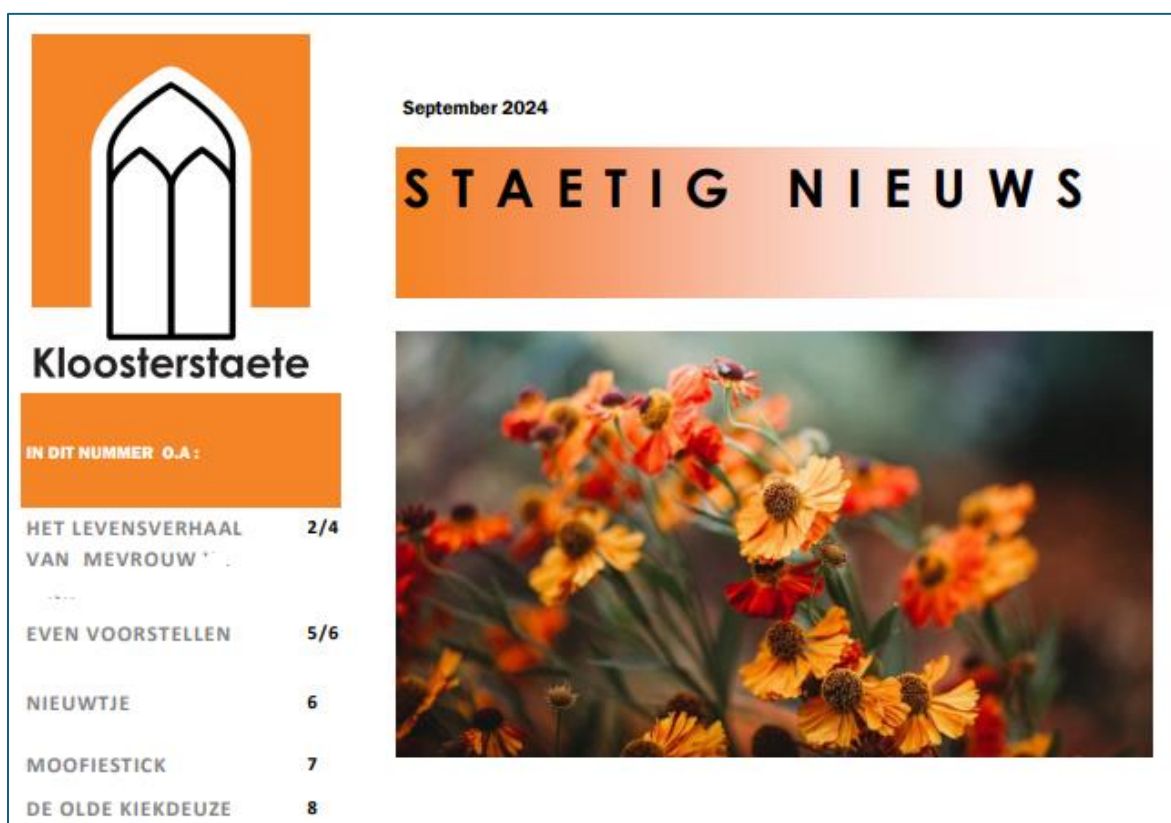 Kloosterstaete
September 2024
STAETIG NIEUWS
IN DIT NUMMER O.A :
HET LEVENSVERHAAL 2/4
VAN MEVROUW
EVEN VOORSTELLEN 5/6
NIEUWTJE 6
MOOFIESTICK 7
DE OLDE KIEKDEUZE 8